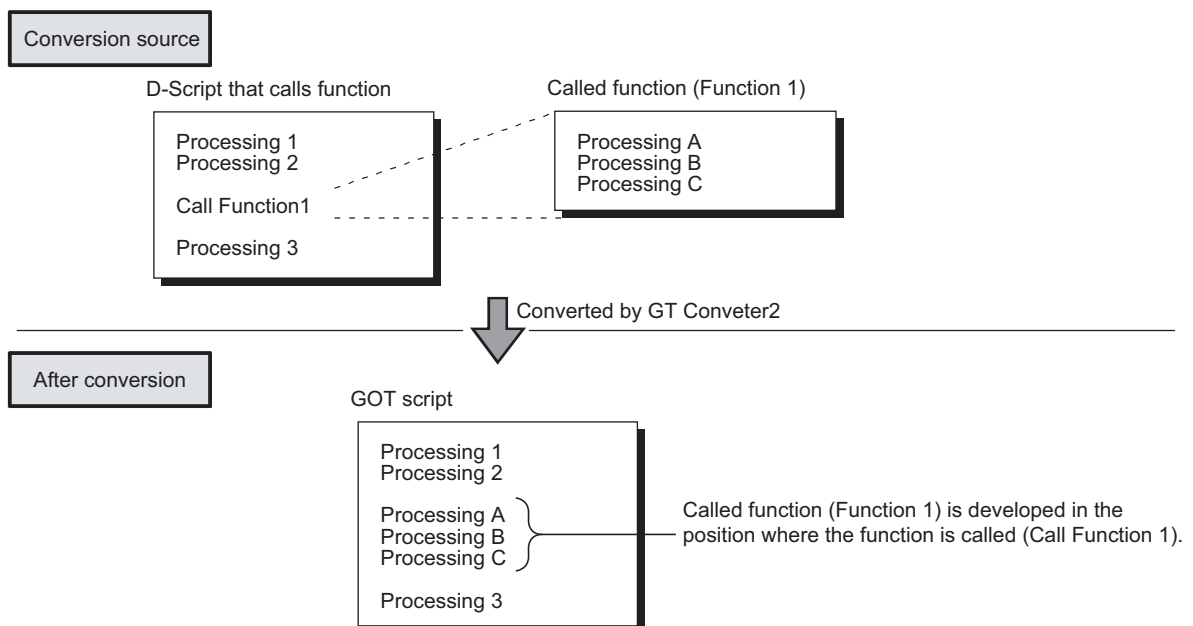 Conversion source
D-Script that calls function
Called function (Function 1)
Processing 1
Processing 2
Call Function1
Processing 3
Processing A
Processing B
Processing C
Converted by GT Conveter2
After conversion
GOT script
Processing 1
Processing 2
Processing A
Processing B
Processing C
Processing 3
Called function (Function 1) is developed in the
position where the function is called (Call Function 1).